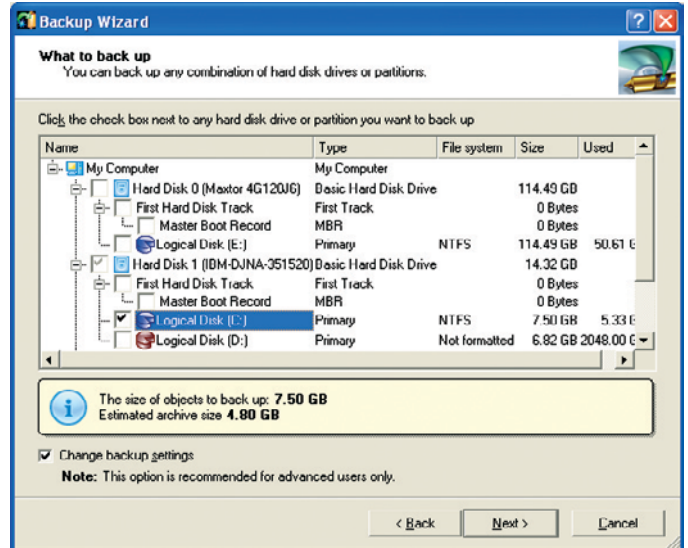 Backup Wizard
What to back up
You can back up any combination of hard disk drives or partitions.
Click the check box next to any hard disk drive or partition you want to back up
Name Type File system Size Used
My Computer My Computer
Hard Disk 0 (Maxtor 4G120J6) Basic Hard Disk Drive 114.49 GB
First Hard Disk Track First Track 0 Bytes
Master Boot Record MBR 0 Bytes
Logical Disk (E:) Primary NTFS 114.49 GB 50.61 G
Hard Disk 1 (IBM-DJNA-351520) Basic Hard Disk Drive 14.32 GB
First Hard Disk Track First Track 0 Bytes
Master Boot Record MBR 0 Bytes
Logical Disk (C:) Primary NTFS 7.50 GB 5.33 G
Logical Disk (D:) Primary Not formatted 6.82 GB 2048.00 G
The size of objects to back up: 7.50 GB
Estimated archive size 4.80 GB
Change backup settings
Note: This option is recommended for advanced users only.
< Back Next > Cancel